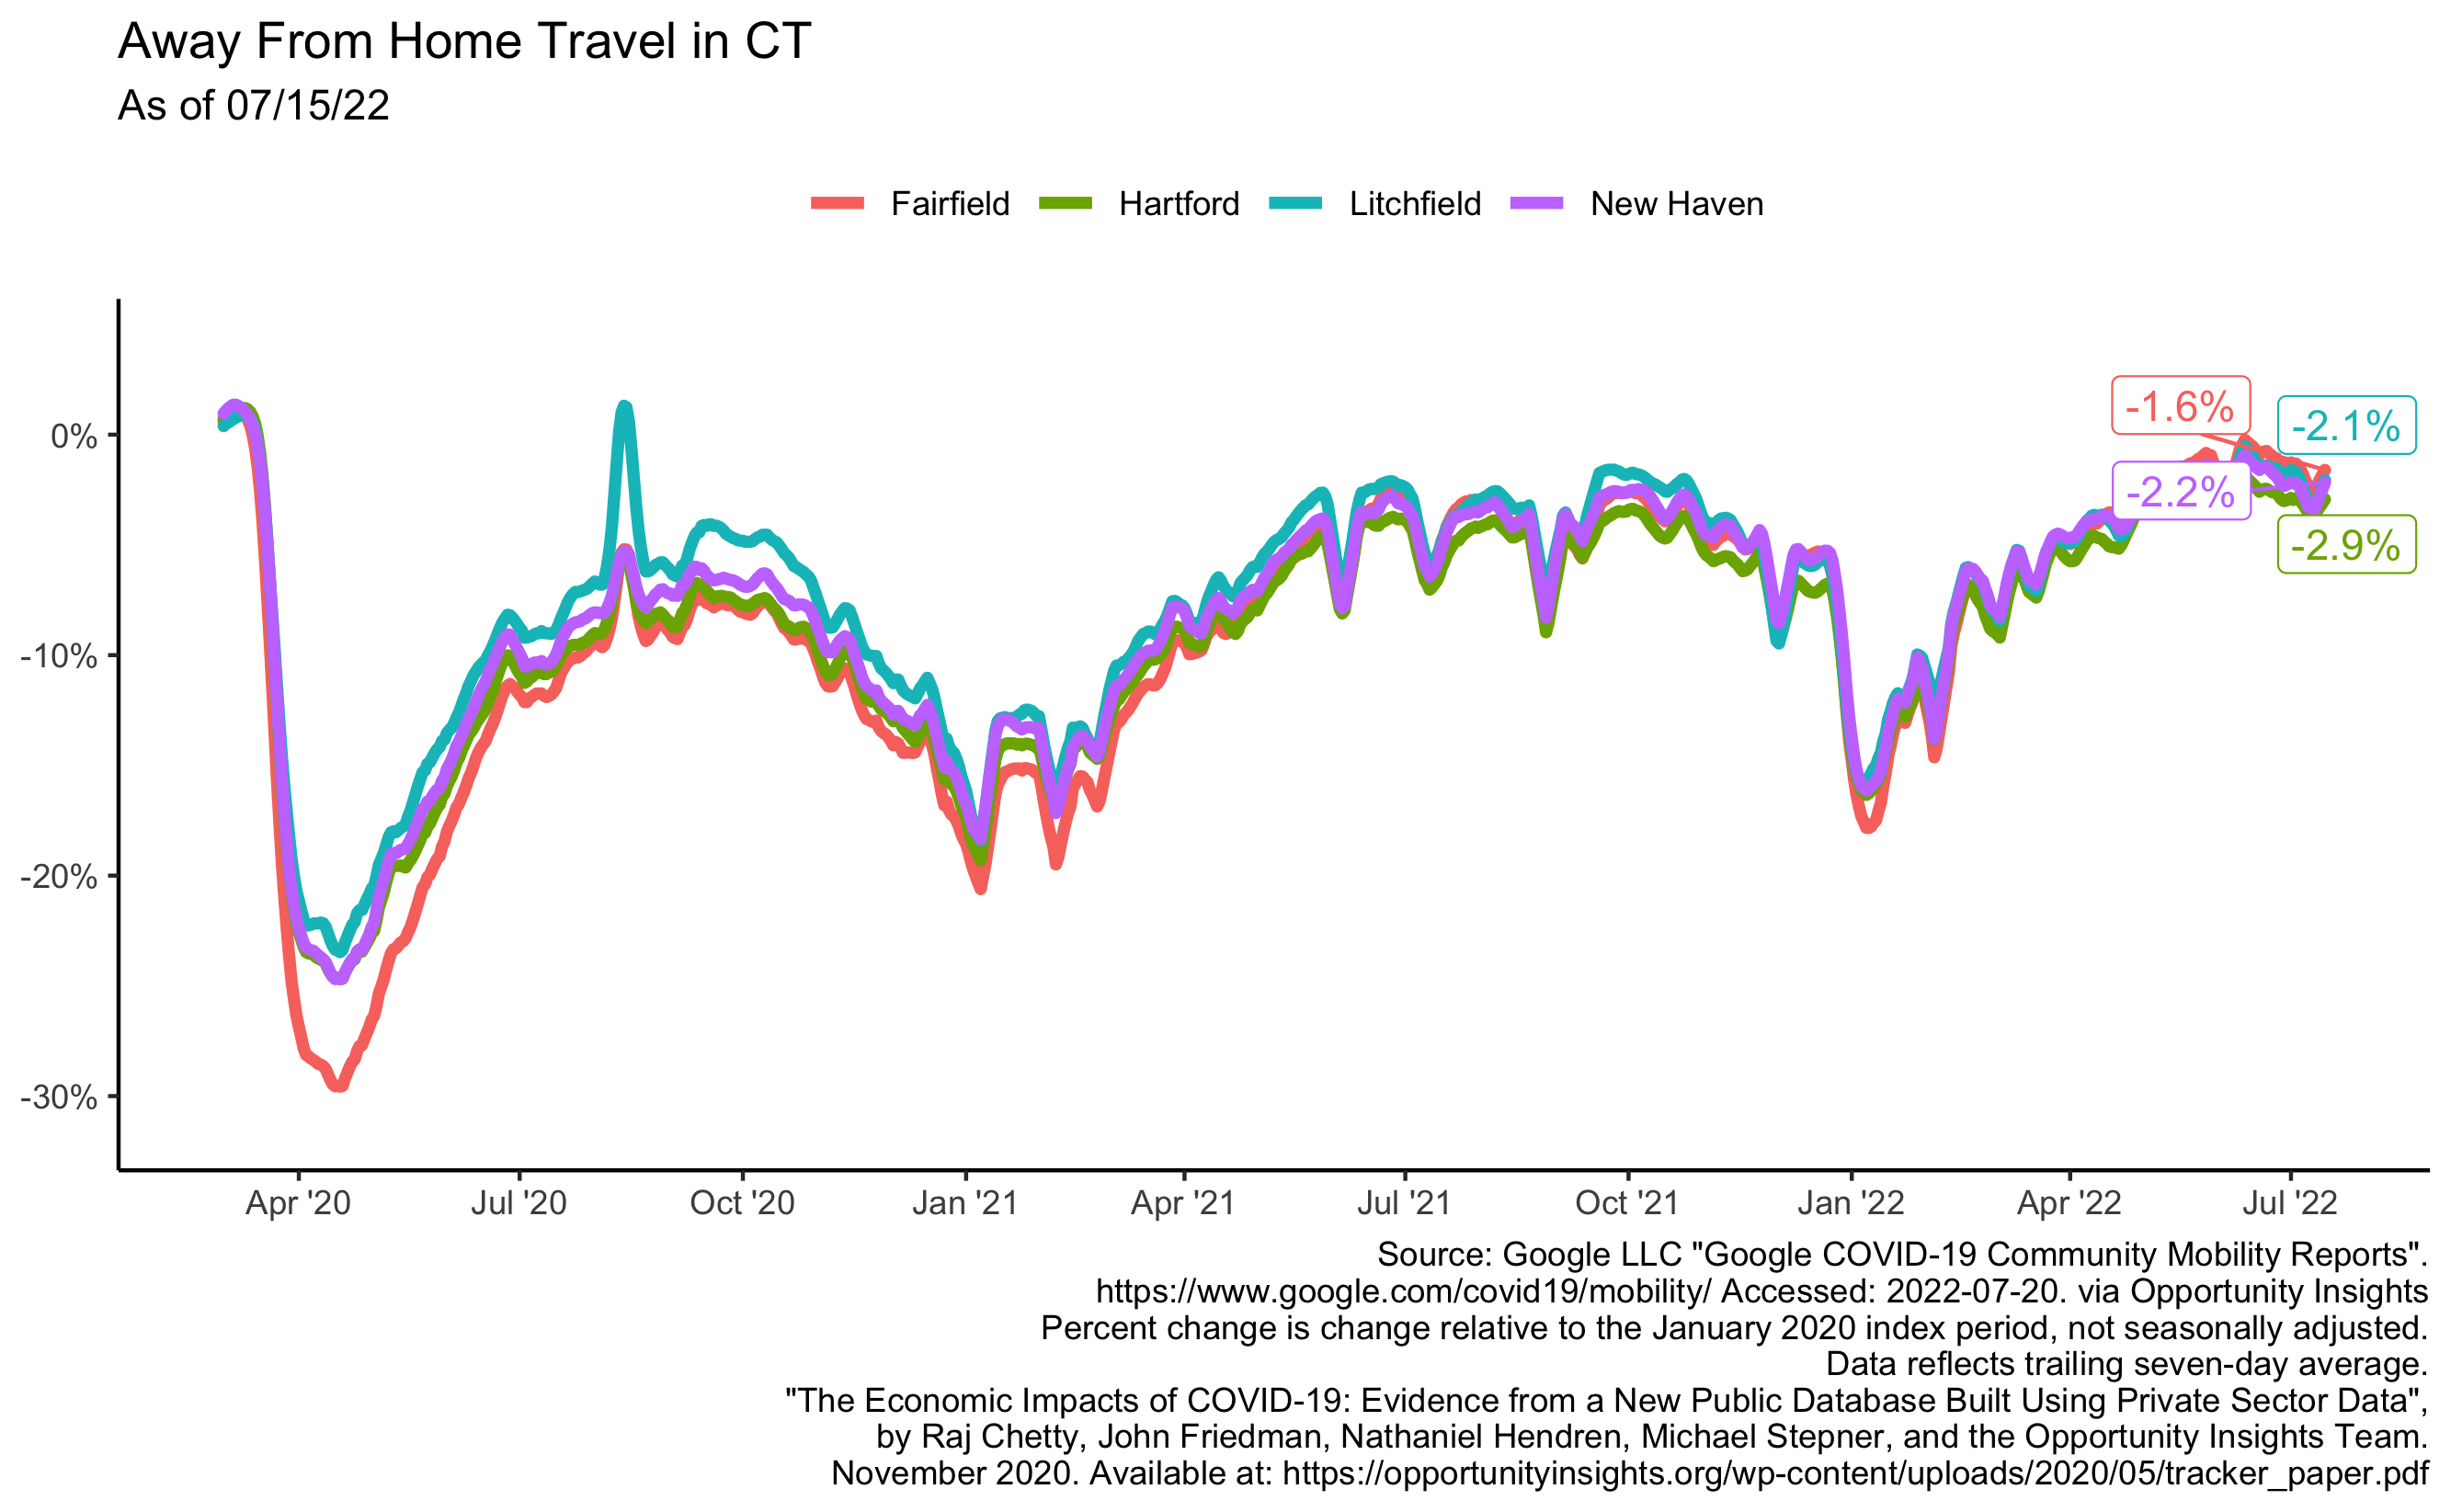 Away From Home Travel in CT
As of 07/15/22
Fairfield Hartford Litchfield New Haven
0%
-10%
-20%
-30%
-1.6%
-2.1%
-2.2%
-2.9%
Apr '20 Jul '20 Oct '20 Jan '21 Apr '21 Jul '21 Oct '21 Jan '22 Apr '22 Jul '22
Source: Google LLC "Google COVID-19 Community Mobility Reports".
https://www.google.com/covid19/mobility/ Accessed: 2022-07-20. via Opportunity Insights
Percent change is change relative to the January 2020 index period, not seasonally adjusted.
Data reflects trailing seven-day average.
"The Economic Impacts of COVID-19: Evidence from a New Public Database Built Using Private Sector Data",
by Raj Chetty, John Friedman, Nathaniel Hendren, Michael Stepner, and the Opportunity Insights Team.
November 2020. Available at: https://opportunityinsights.org/wp-content/uploads/2020/05/tracker_paper.pdf